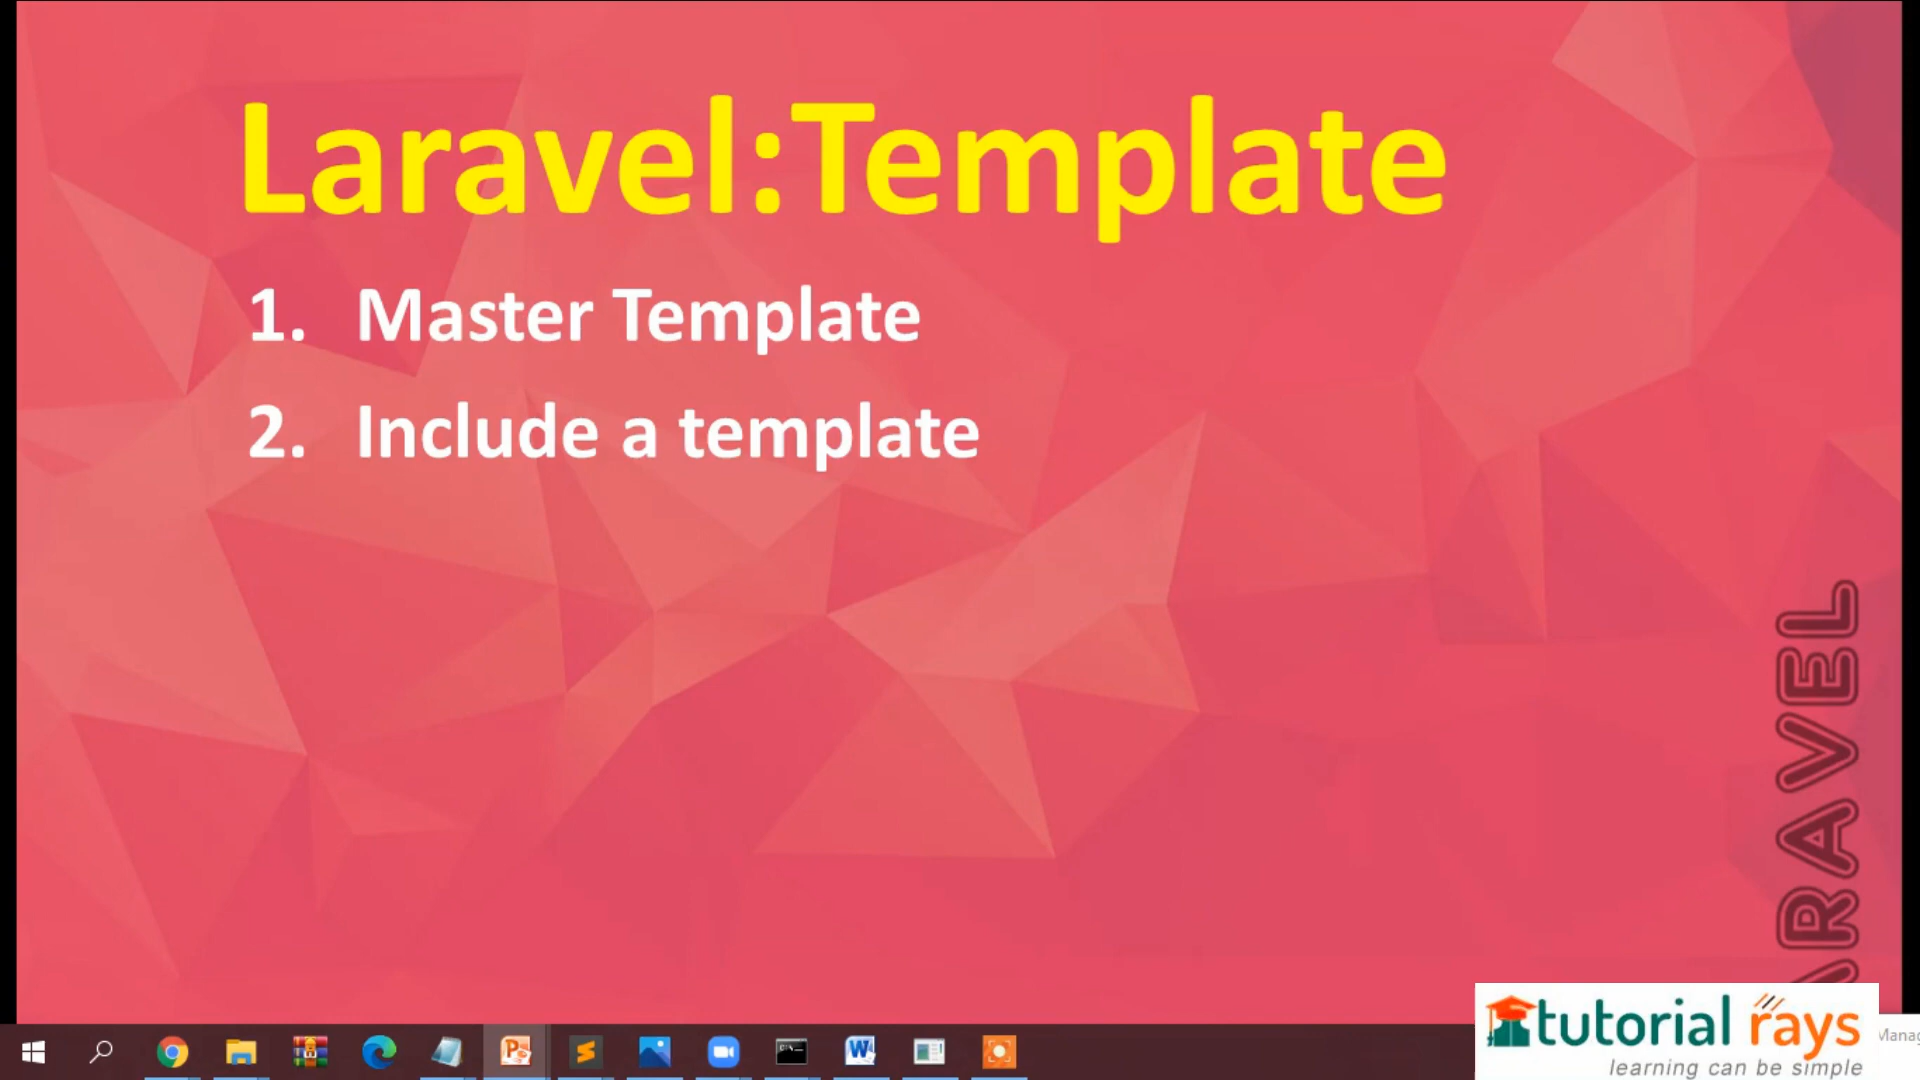 Laravel:Template
1. Master Template
2. Include a template
LARAVEL
tutorial rays
learning can be simple